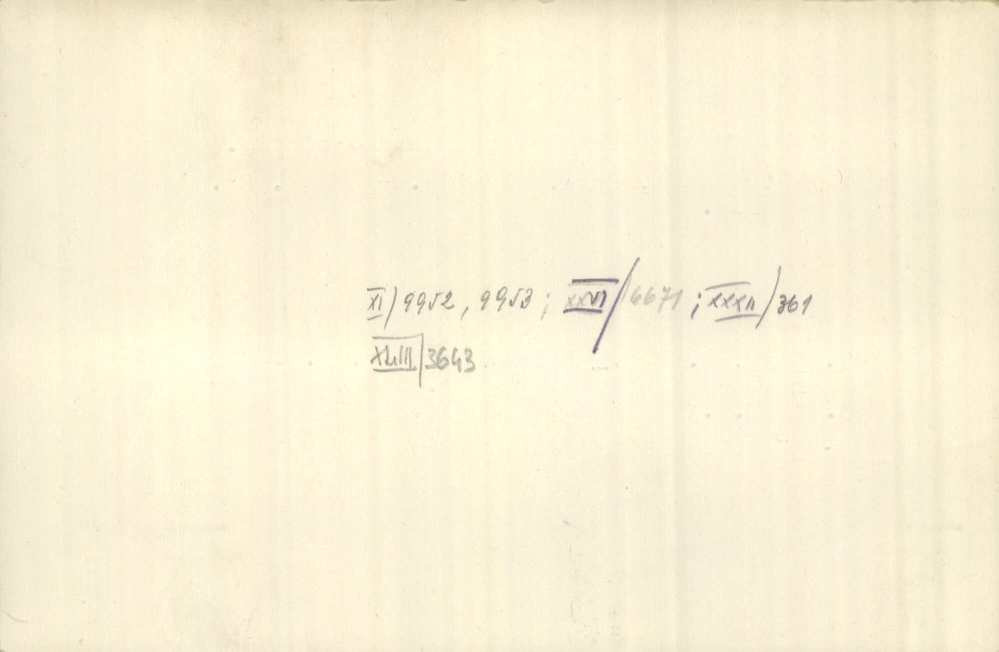 XI/9952, 9953; XXVI/6671; XXXII/361
XLIII/3643